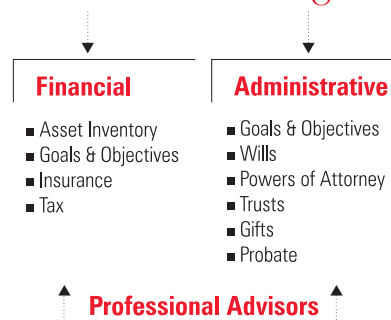 Financial
■ Asset Inventory
■ Goals & Objectives
■ Insurance
■ Tax
Administrative
■ Goals & Objectives
■ Wills
■ Powers of Attorney
■ Trusts
■ Gifts
■ Probate
Professional Advisors